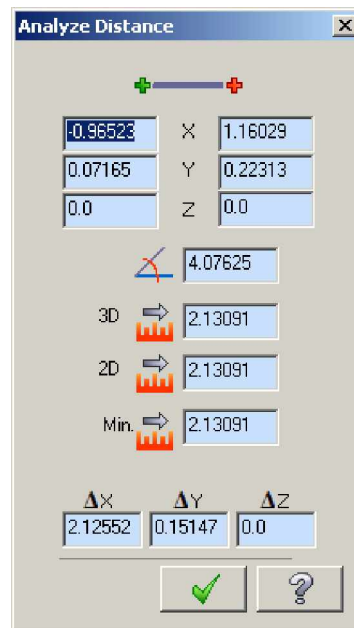 Analyze Distance
-0.96523 X 1.16029
0.07165 Y 0.22313
0.0 Z 0.0
4.07625
3D 2.13091
2D 2.13091
Min. 2.13091
ΔX ΔY ΔZ
2.12552 0.15147 0.0